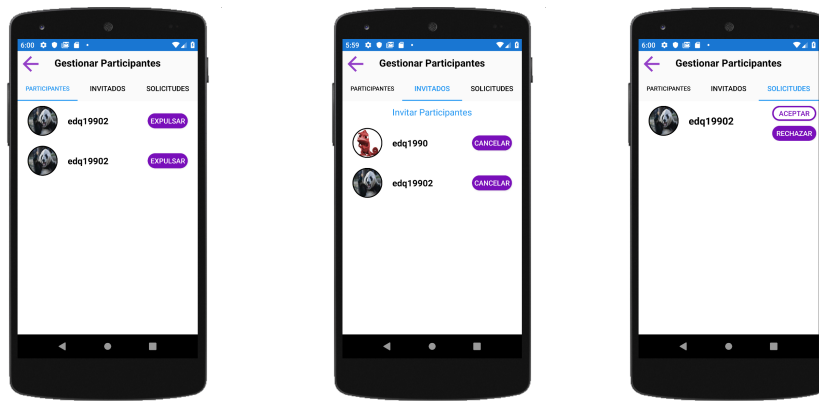 6:00
Gestionar Participantes
PARTICIPANTES INVITADOS SOLICITUDES
edq19902 EXPULSAR
edq19902 EXPULSAR
5:59
Gestionar Participantes
PARTICIPANTES INVITADOS SOLICITUDES
Invitar Participantes
edq1990 CANCELAR
edq19902 CANCELAR
6:00
Gestionar Participantes
PARTICIPANTES INVITADOS SOLICITUDES
edq19902 ACEPTAR
RECHAZAR